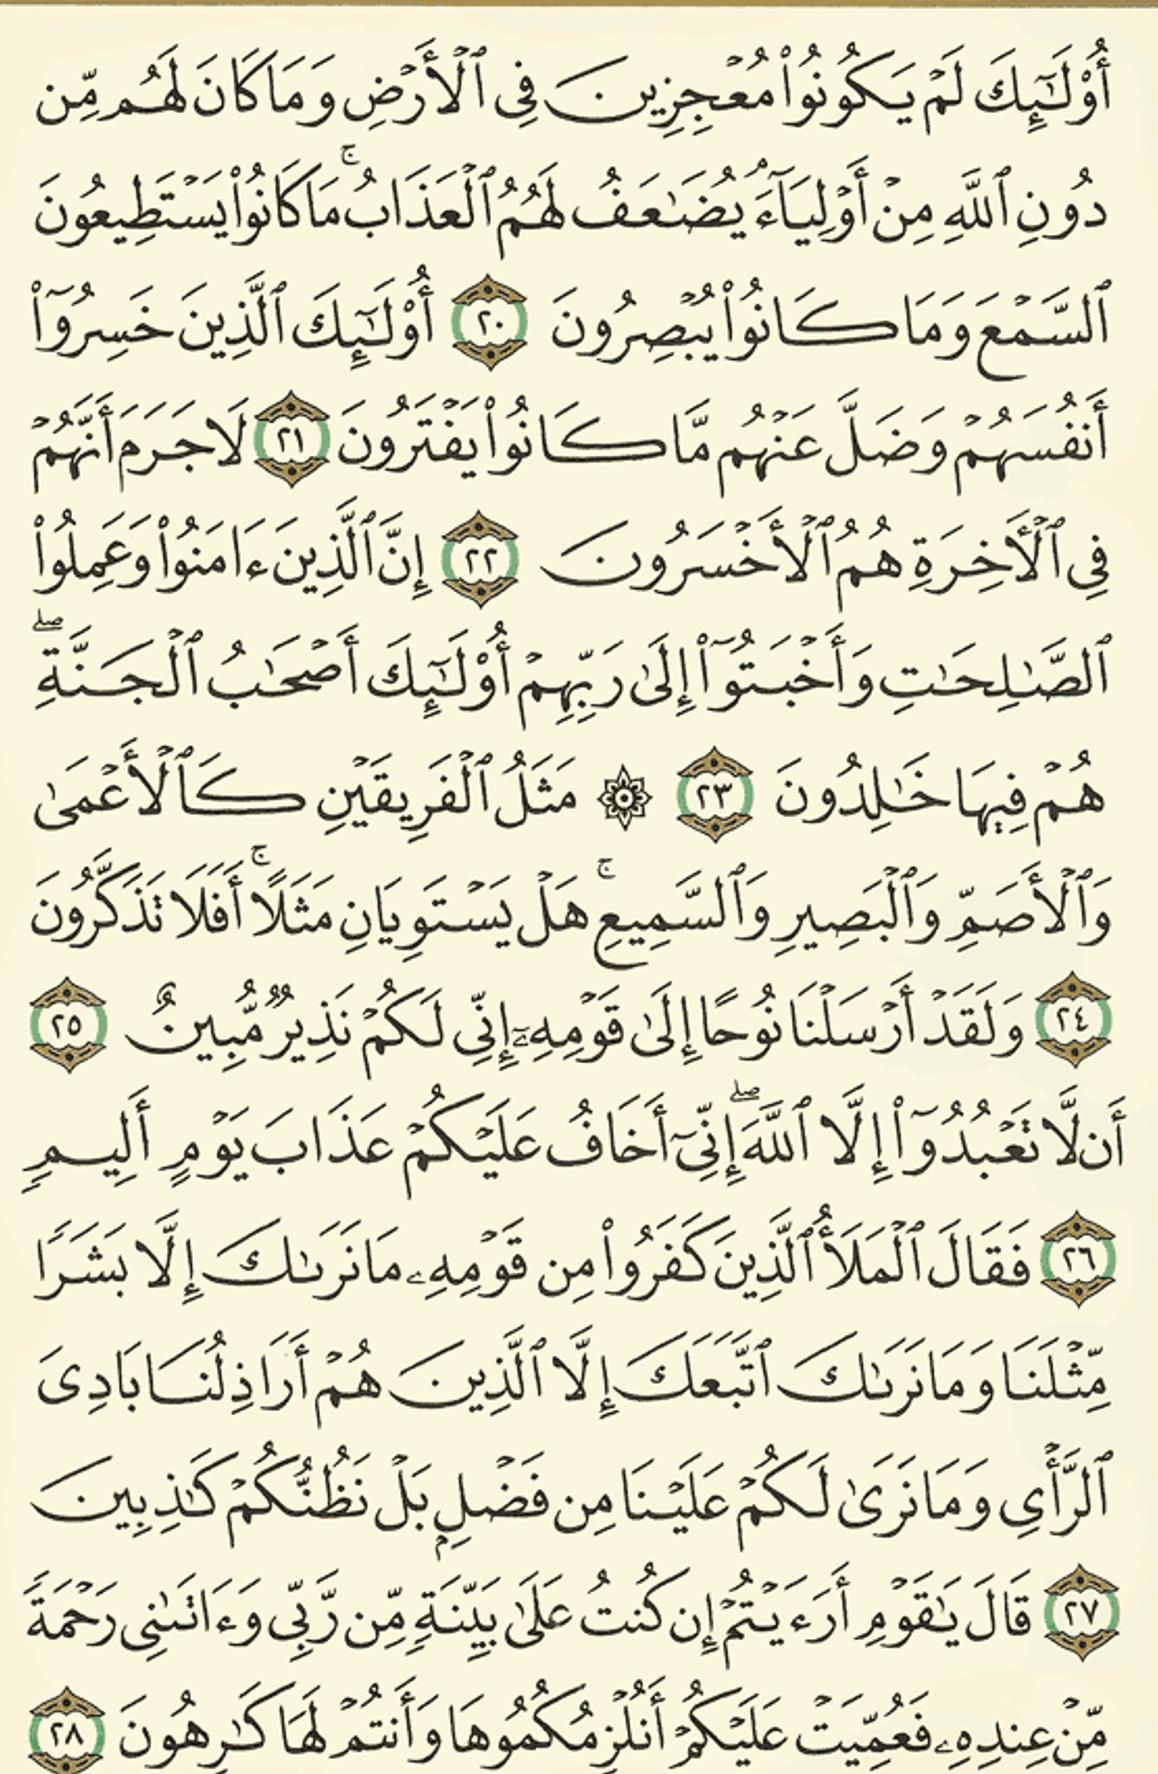 أُوْلَـٰٓئِكَ لَمْ يَكُونُواْ مُعْجِزِينَ فِى ٱلْأَرْضِ وَمَا كَانَ لَهُم مِّن
دُونِ ٱللَّهِ مِنْ أَوْلِيَآءَ ۘ يُضَـٰعَفُ لَهُمُ ٱلْعَذَابُ ۚ مَا كَانُواْ يَسْتَطِيعُونَ
ٱلسَّمْعَ وَمَا كَانُواْ يُبْصِرُونَ ٢٠ أُوْلَـٰٓئِكَ ٱلَّذِينَ خَسِرُوٓاْ
أَنفُسَهُمْ وَضَلَّ عَنْهُم مَّا كَانُواْ يَفْتَرُونَ ٢١ لَا جَرَمَ أَنَّهُمْ
فِى ٱلْأَخِرَةِ هُمُ ٱلْأَخْسَرُونَ ٢٢ إِنَّ ٱلَّذِينَ ءَامَنُواْ وَعَمِلُواْ
ٱلصَّـٰلِحَـٰتِ وَأَخْبَتُوٓاْ إِلَىٰ رَبِّهِمْ أُوْلَـٰٓئِكَ أَصْحَـٰبُ ٱلْجَنَّةِ ۖ
هُمْ فِيهَا خَـٰلِدُونَ ٢٣ ۞ مَثَلُ ٱلْفَرِيقَيْنِ كَٱلْأَعْمَىٰ
وَٱلْأَصَمِّ وَٱلْبَصِيرِ وَٱلسَّمِيعِ ۚ هَلْ يَسْتَوِيَانِ مَثَلًا ۚ أَفَلَا تَذَكَّرُونَ
٢٤ وَلَقَدْ أَرْسَلْنَا نُوحًا إِلَىٰ قَوْمِهِۦٓ إِنِّى لَكُمْ نَذِيرٌ مُّبِينٌ ٢٥
أَن لَّا تَعْبُدُوٓاْ إِلَّا ٱللَّهَ ۖ إِنِّىٓ أَخَافُ عَلَيْكُمْ عَذَابَ يَوْمٍ أَلِيمٍ
٢٦ فَقَالَ ٱلْمَلَأُ ٱلَّذِينَ كَفَرُواْ مِن قَوْمِهِۦ مَا نَرَىٰكَ إِلَّا بَشَرًا
مِّثْلَنَا وَمَا نَرَىٰكَ ٱتَّبَعَكَ إِلَّا ٱلَّذِينَ هُمْ أَرَاذِلُنَا بَادِىَ
ٱلرَّأْىِ وَمَا نَرَىٰ لَكُمْ عَلَيْنَا مِن فَضْلٍۭ بَلْ نَظُنُّكُمْ كَـٰذِبِينَ
٢٧ قَالَ يَـٰقَوْمِ أَرَءَيْتُمْ إِن كُنتُ عَلَىٰ بَيِّنَةٍ مِّن رَّبِّى وَءَاتَىٰنِى رَحْمَةً
مِّنْ عِندِهِۦ فَعُمِّيَتْ عَلَيْكُمْ أَنُلْزِمُكُمُوهَا وَأَنتُمْ لَهَا كَـٰرِهُونَ ٢٨